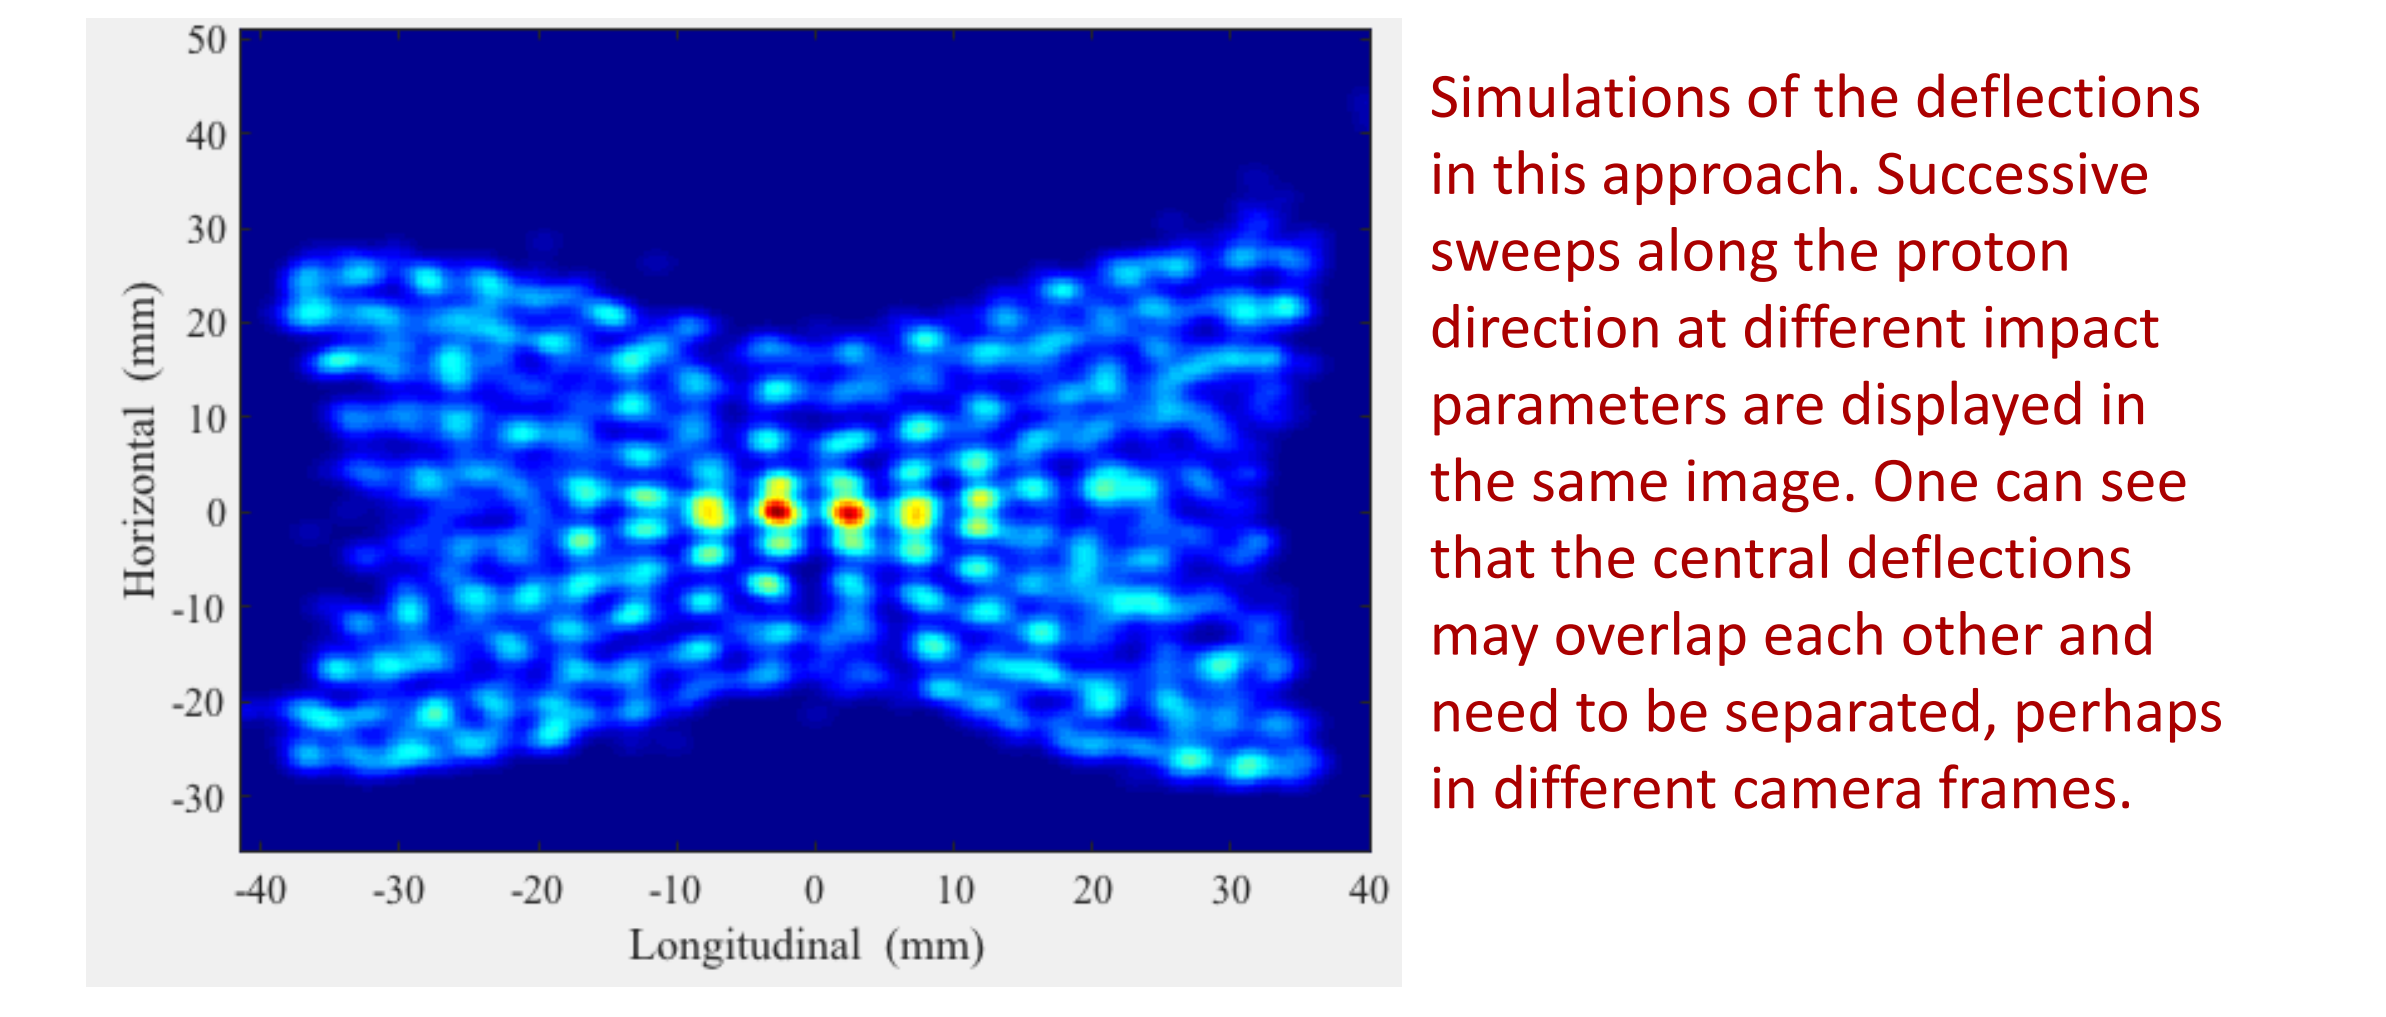 50
40
30
20
10
0
-10
-20
-30
Horizontal (mm)
-40 -30 -20 -10 0 10 20 30 40
Longitudinal (mm)
Simulations of the deflections
in this approach. Successive
sweeps along the proton
direction at different impact
parameters are displayed in
the same image. One can see
that the central deflections
may overlap each other and
need to be separated, perhaps
in different camera frames.